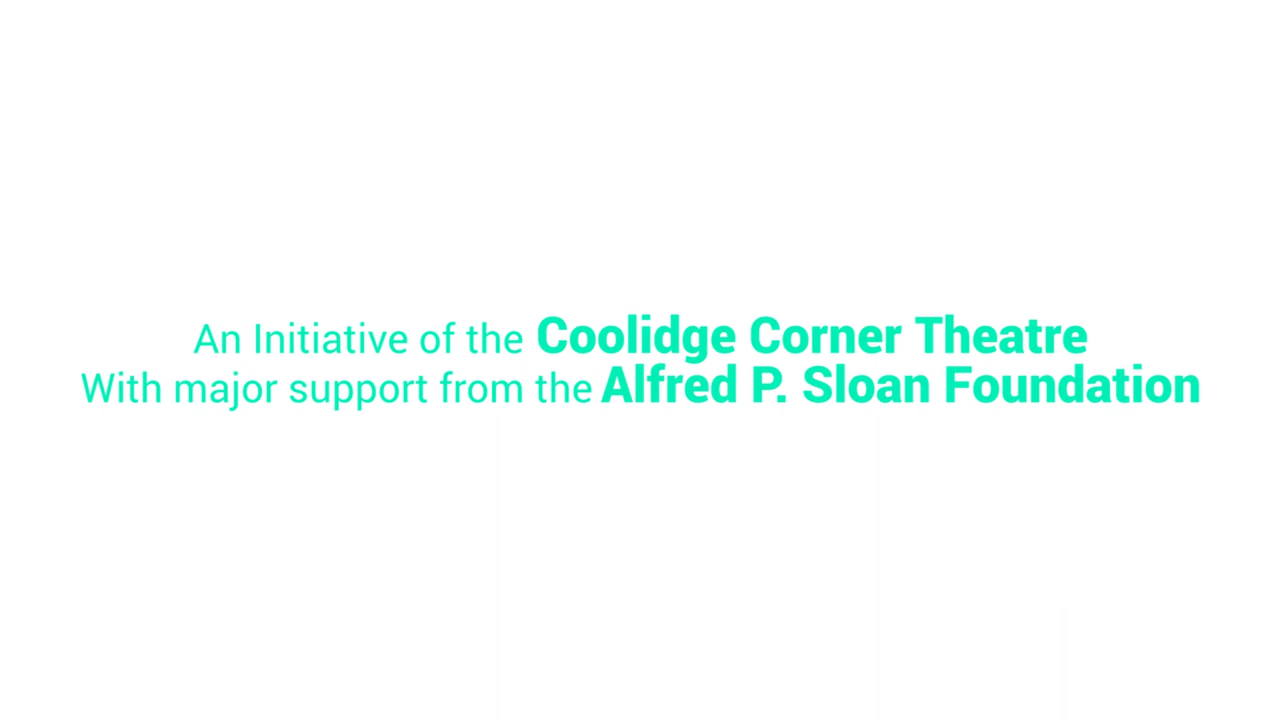 An Initiative of the Coolidge Corner Theatre
With major support from the Alfred P. Sloan Foundation